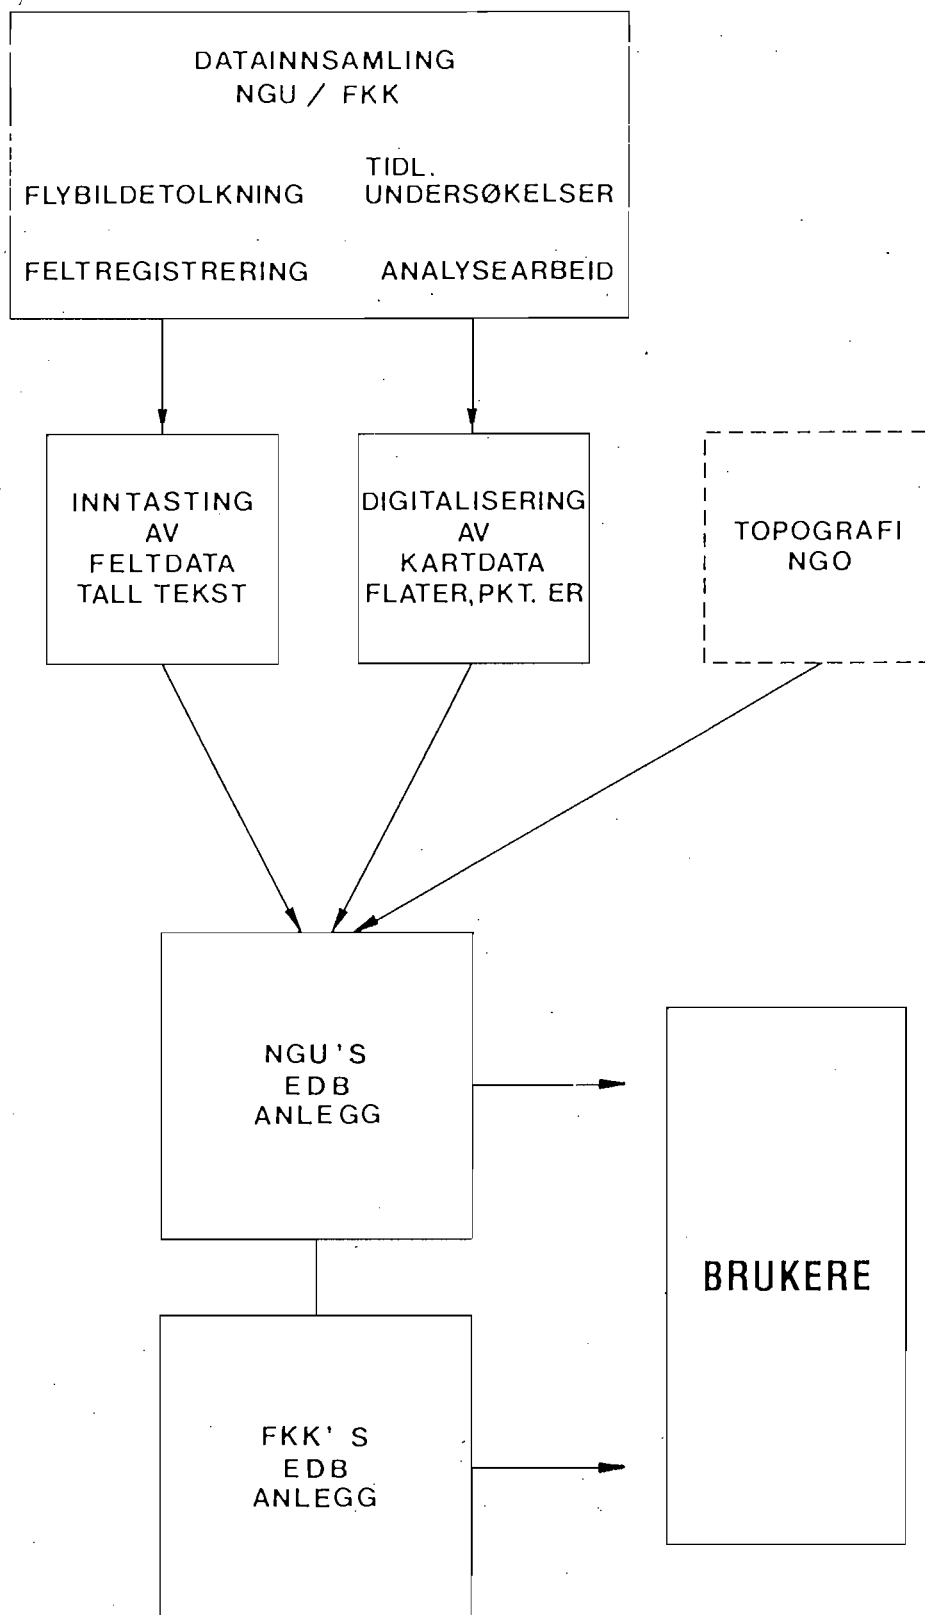 DATAINNSAMLING
NGU / FKK
FLYBILDETOLKNING
TIDL.
UNDERSØKELSER
FELTREGISTRERING
ANALYSEARBEID
INNTASTING
AV
FELTDATA
TALL TEKST
DIGITALISERING
AV
KARTDATA
FLATER, PKT. ER
TOPOGRAFI
NGO
NGU'S
EDB
ANLEGG
BRUKERE
FKK'S
EDB
ANLEGG